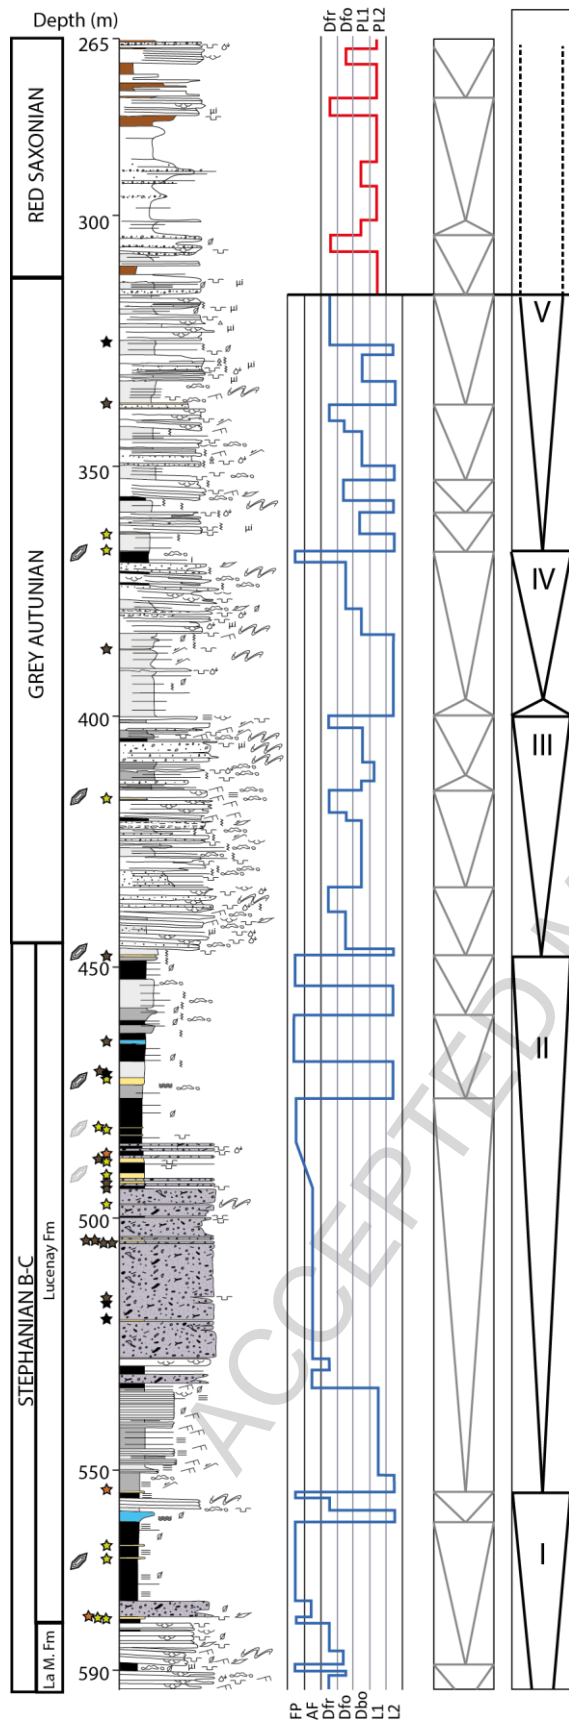 Depth (m)
Dfr
Dfo
PL1
PL2
265
RED SAXONIAN
300
V
350
GREY AUTUNIAN
IV
400
III
450
II
STEPHANIAN B-C
Lucenay Fm
500
ACCEPTED M
550
I
La M. Fm
590
FP
AF
Dfr
Dfo
Dbo
L1
L2